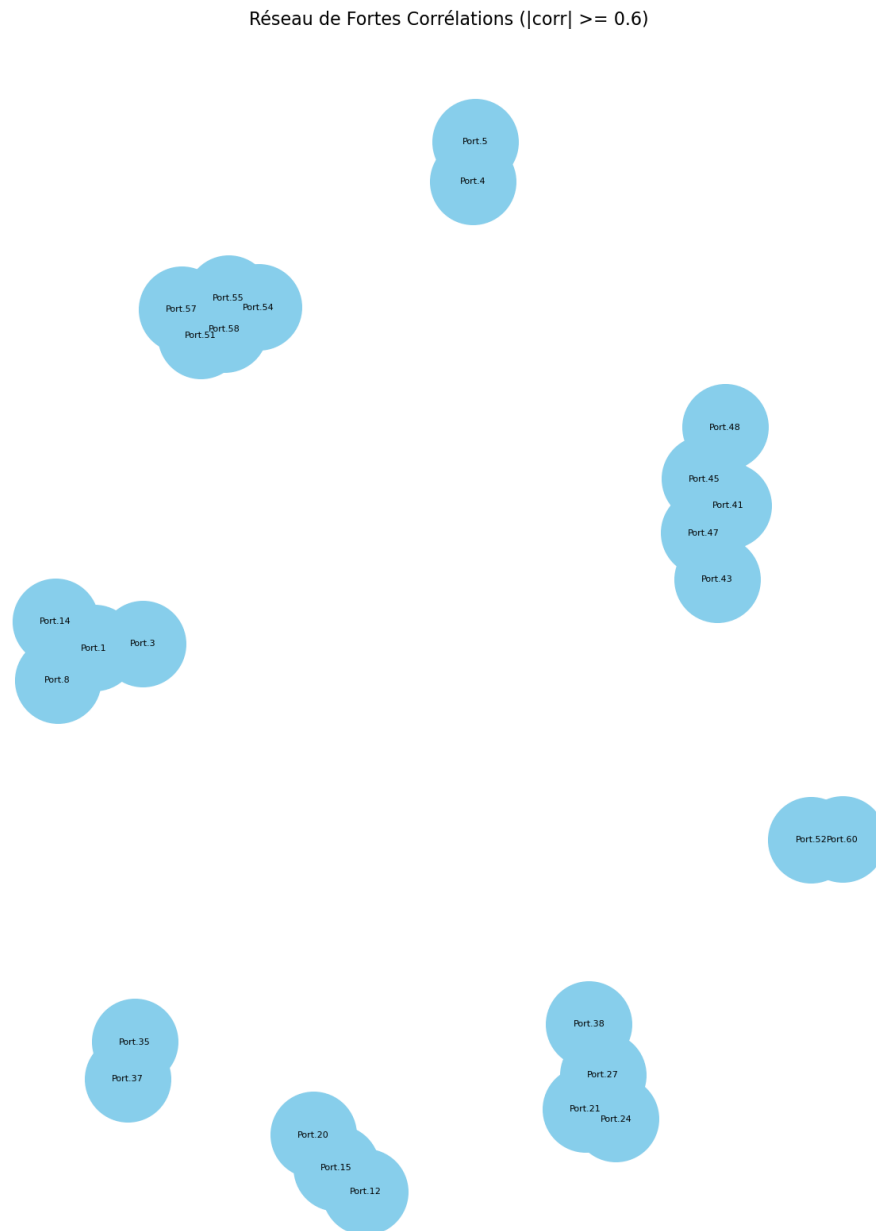 Réseau de Fortes Corrélations (|corr| >= 0.6)
Port.5
Port.4
Port.55
Port.57
Port.54
Port.58
Port.51
Port.48
Port.45
Port.41
Port.47
Port.43
Port.14
Port.3
Port.1
Port.8
Port.52
Port.60
Port.38
Port.35
Port.27
Port.37
Port.21
Port.24
Port.20
Port.15
Port.12